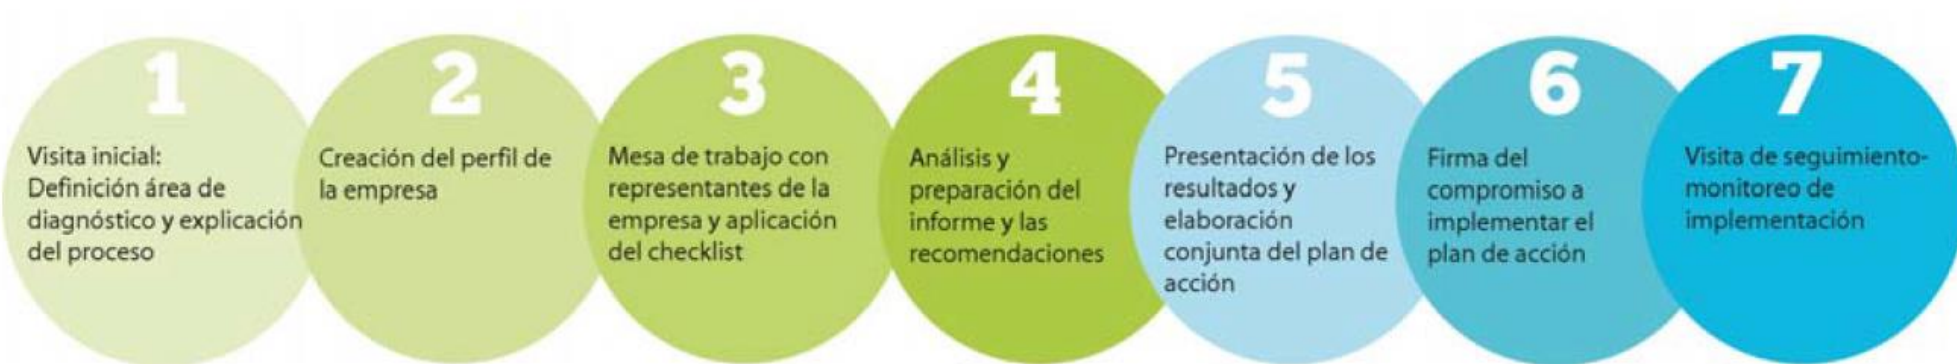 1
Visita inicial:
Definición área de
diagnóstico y explicación
del proceso
2
Creación del perfil de
la empresa
3
Mesa de trabajo con
representantes de la
empresa y aplicación
del checklist
4
Análisis y
preparación del
informe y las
recomendaciones
5
Presentación de los
resultados y
elaboración
conjunta del plan de
acción
6
Firma del
compromiso a
implementar el
plan de acción
7
Visita de seguimiento-
monitoreo de
implementación